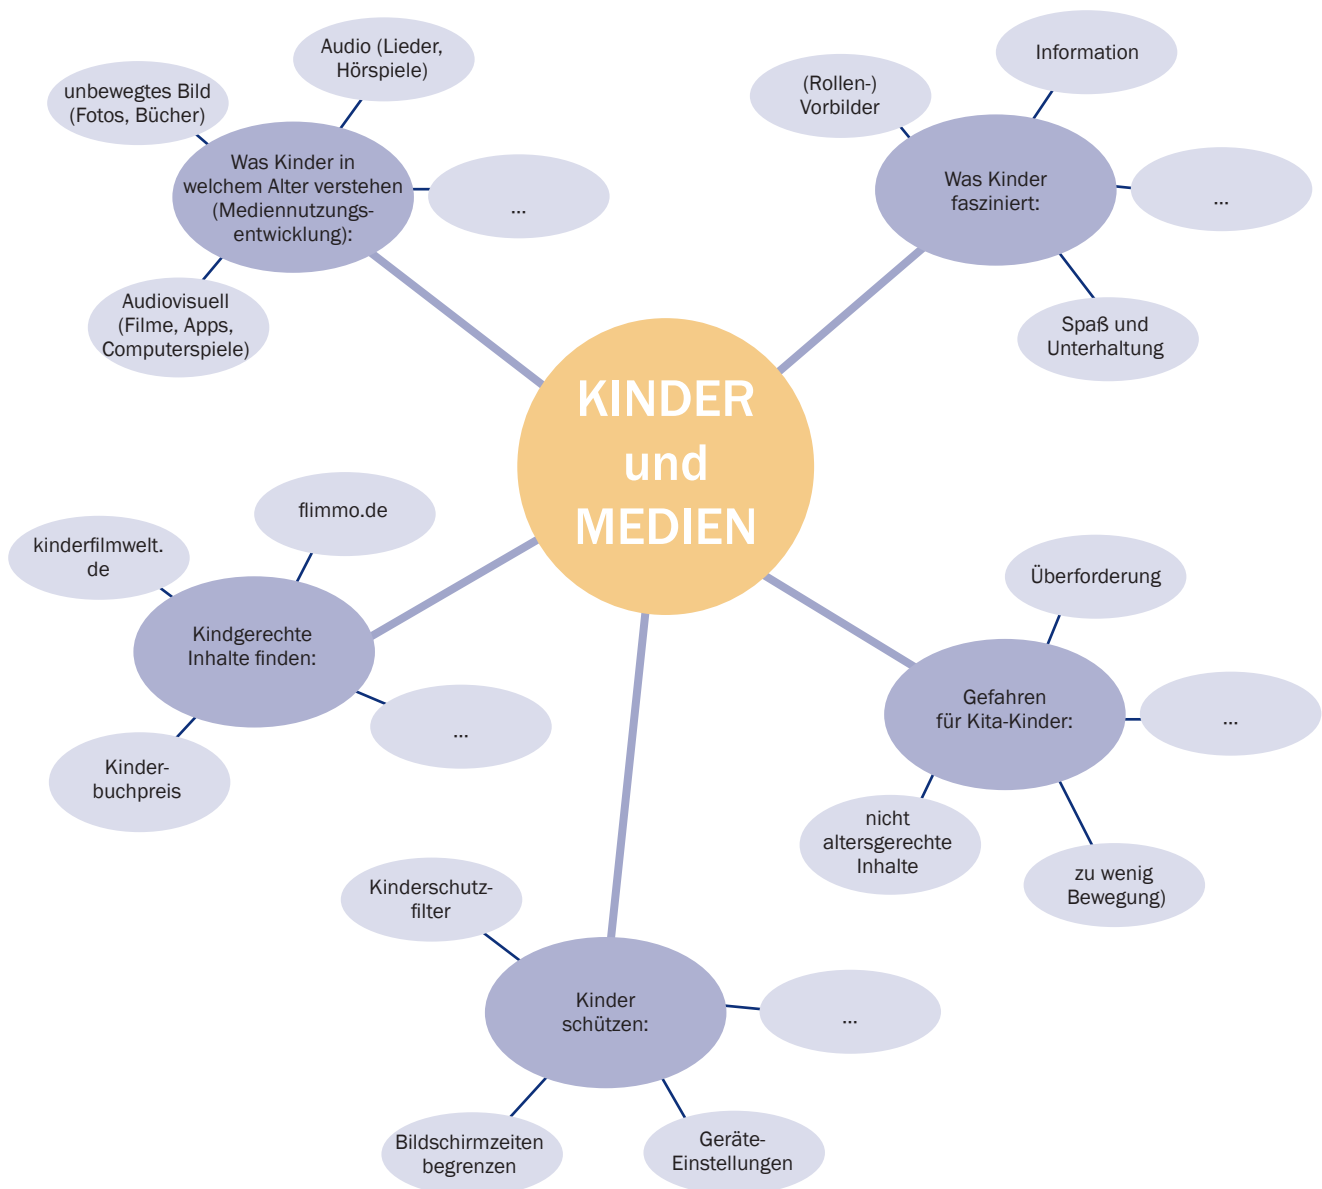 KINDER
und
MEDIEN
Was Kinder in
welchem Alter verstehen
(Mediennutzungs-
entwicklung):
unbewegtes Bild
(Fotos, Bücher)
Audio (Lieder,
Hörspiele)
...
Audiovisuell
(Filme, Apps,
Computerspiele)
Was Kinder
fasziniert:
(Rollen-)
Vorbilder
Information
...
Spaß und
Unterhaltung
Kindgerechte
Inhalte finden:
kinderfilmwelt.
de
flimmo.de
...
Kinder-
buchpreis
Gefahren
für Kita-Kinder:
Überforderung
...
zu wenig
Bewegung)
nicht
altersgerechte
Inhalte
Kinder
schützen:
Kinderschutz-
filter
...
Geräte-
Einstellungen
Bildschirmzeiten
begrenzen